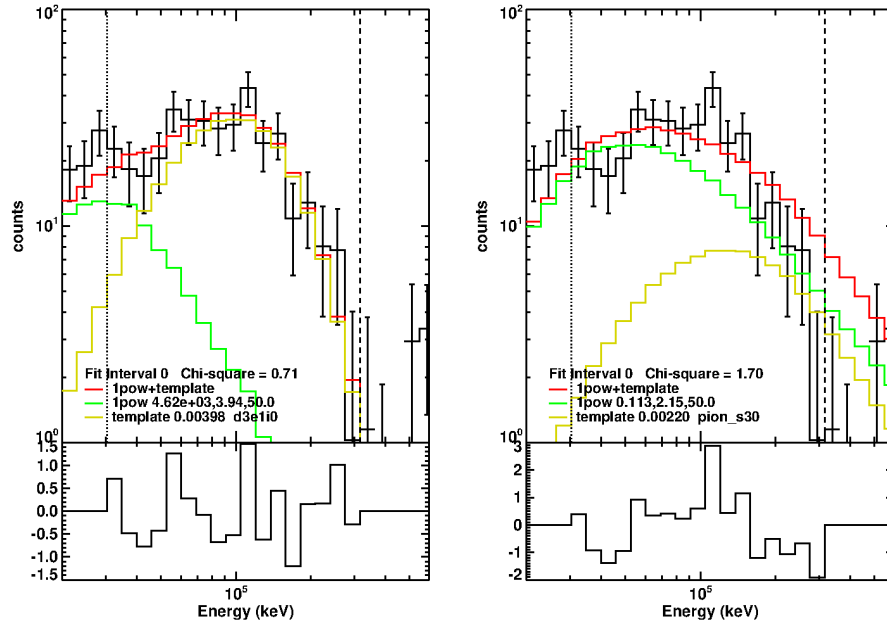 10²
10¹
10⁰
counts
Fit Interval 0 Chi-square = 0.71
1pow+template
1pow 4.62e+03,3.94,50.0
template 0.00398 d3e1i0
1.5
1.0
0.5
0.0
-0.5
-1.0
-1.5
10⁵
Energy (keV)
10²
10¹
10⁰
counts
Fit Interval 0 Chi-square = 1.70
1pow+template
1pow 0.113,2.15,50.0
template 0.00220 pion_s30
3
2
1
0
-1
-2
10⁵
Energy (keV)